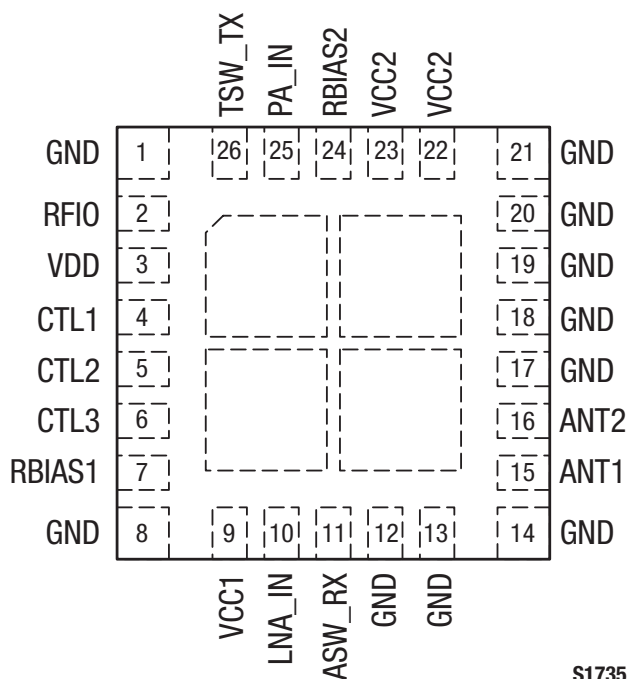 TSW_TX
PA_IN
RBIAS2
VCC2
VCC2
26
25
24
23
22
GND 1
21 GND
RFIO 2
20 GND
VDD 3
19 GND
CTL1 4
18 GND
CTL2 5
17 GND
CTL3 6
16 ANT2
RBIAS1 7
15 ANT1
GND 8
14 GND
9
10
11
12
13
VCC1
LNA_IN
ASW_RX
GND
GND
S1735